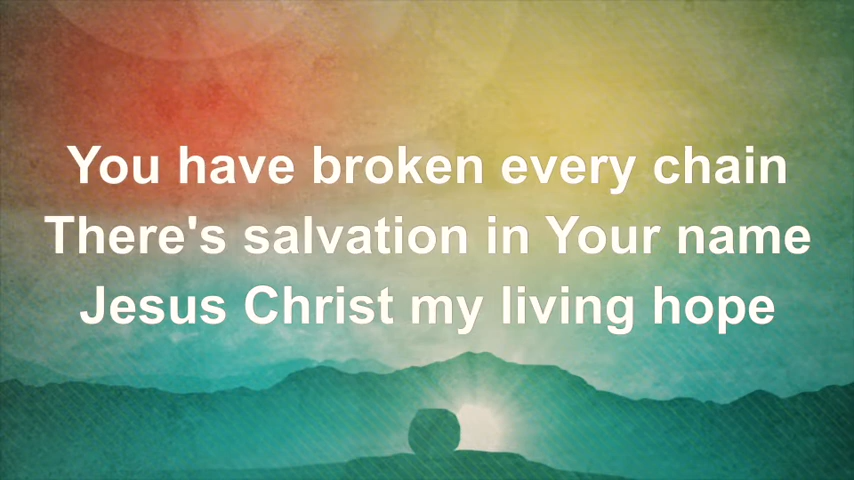 You have broken every chain
There's salvation in Your name
Jesus Christ my living hope